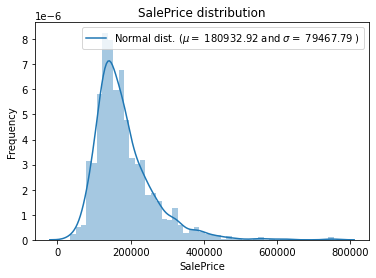 SalePrice distribution
1e−6
Normal dist. (μ = 180932.92 and σ = 79467.79 )
8
7
6
5
4
3
2
1
0
Frequency
0 200000 400000 600000 800000
SalePrice